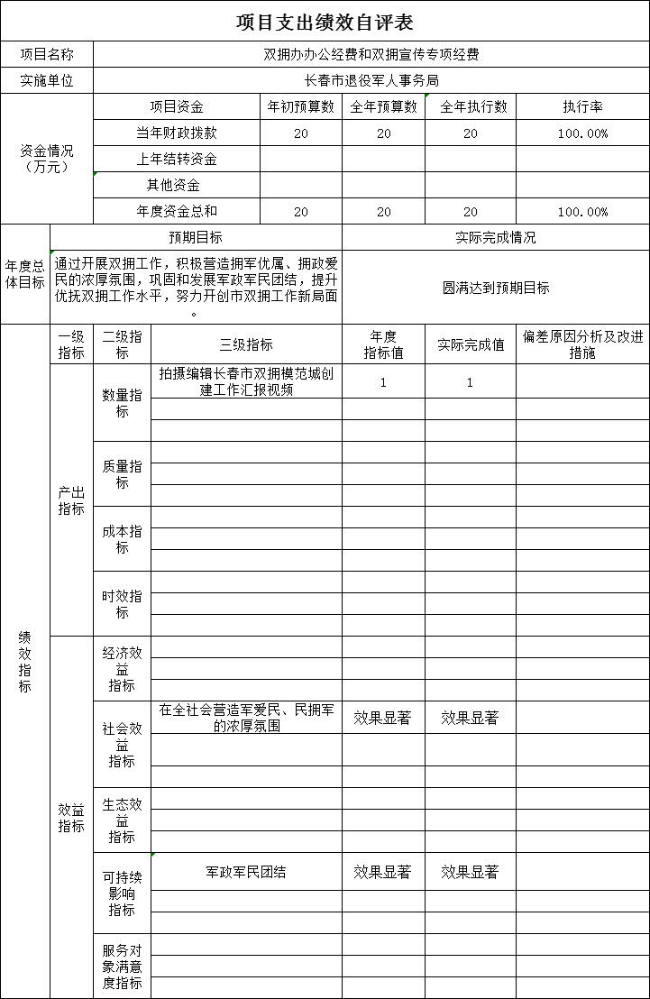 项目支出绩效自评表
项目名称 双拥办办公经费和双拥宣传专项经费
实施单位 长春市退役军人事务局
资金情况
（万元）
项目资金 年初预算数 全年预算数 全年执行数 执行率
当年财政拨款 20 20 20 100.00%
上年结转资金
其他资金
年度资金总和 20 20 20 100.00%
年度总
体目标
预期目标 实际完成情况
通过开展双拥工作，积极营造拥军优属、拥政爱
民的浓厚氛围，巩固和发展军政军民团结，提升
优抚双拥工作水平，努力开创市双拥工作新局面
。
圆满达到预期目标
绩
效
指
标
一级
指标
二级指
标
三级指标
年度
指标值
实际完成值
偏差原因分析及改进
措施
产出
指标
数量指
标
拍摄编辑长春市双拥模范城创
建工作汇报视频
1 1
质量指
标
成本指
标
时效指
标
效益
指标
经济效
益
指标
社会效
益
指标
在全社会营造军爱民、民拥军
的浓厚氛围
效果显著 效果显著
生态效
益
指标
可持续
影响
指标
军政军民团结 效果显著 效果显著
服务对
象满意
度指标